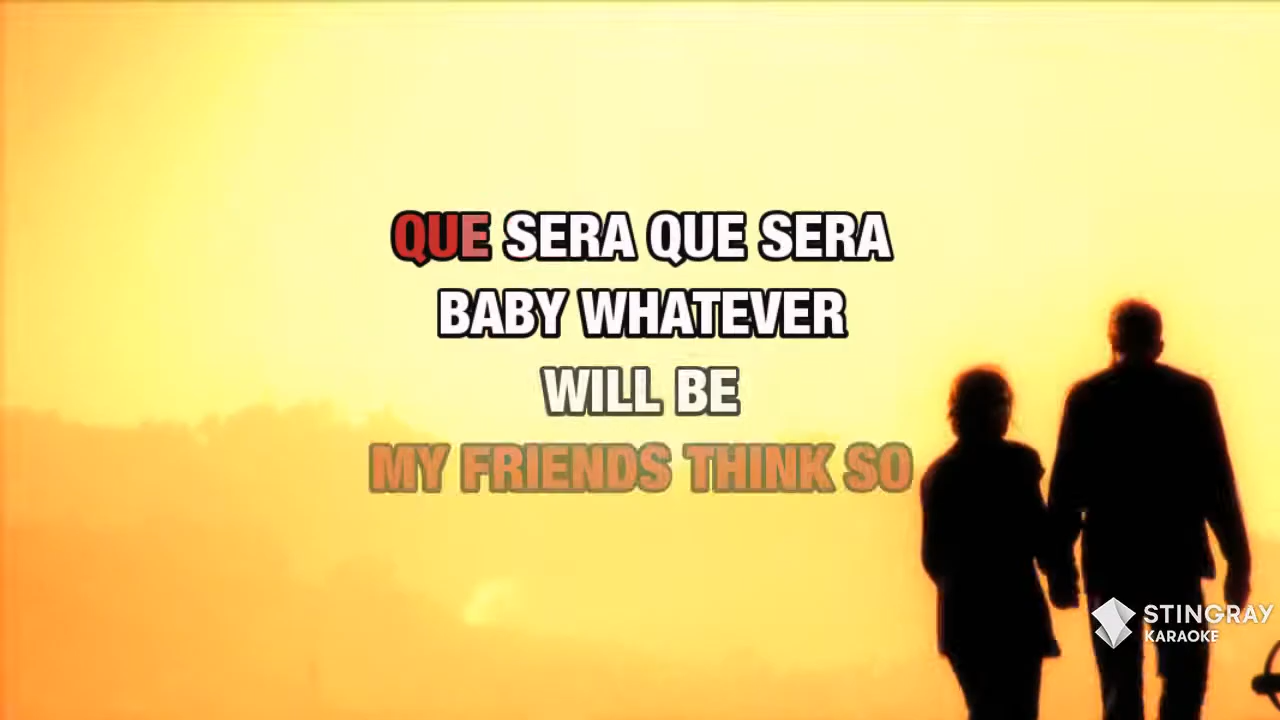 QUE SERA QUE SERA
BABY WHATEVER
WILL BE
MY FRIENDS THINK SO
STINGRAY
KARAOKE